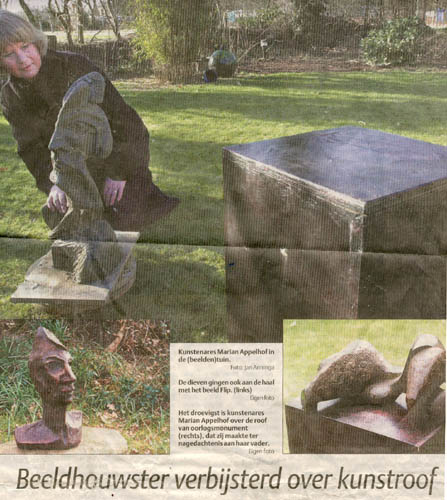 Kunstenares Marian Appelhof in
de (beelden)tuin.
Foto: Jan Anninga
De dieven gingen ook aan de haal
met het beeld Flip. (links)
Eigen foto
Het droevigst is kunstenares
Marian Appelhof over de roof
van oorlogsmonument
(rechts), dat zij maakte ter
nagedachtenis aan haar vader.
Eigen foto
Beeldhouwster verbijsterd over kunstroof